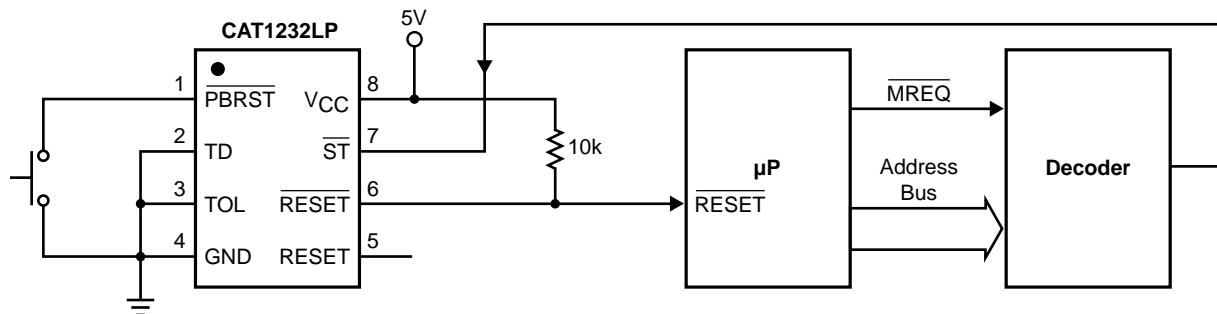 CAT1232LP
5V
1
PBRST
VCC
8
2
TD
ST
7
10k
3
TOL
RESET
6
4
GND
RESET
5
µP
RESET
MREQ
Address
Bus
Decoder